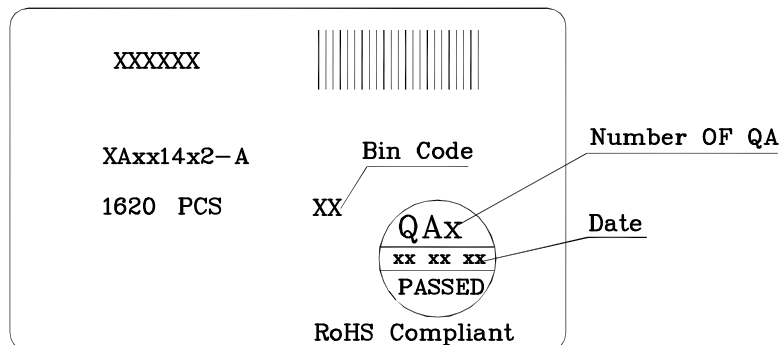 XXXXXX
Number OF QA
XAxx14x2-A
Bin Code
1620 PCS
XX
QAx
Date
xx xx xx
PASSED
RoHS Compliant